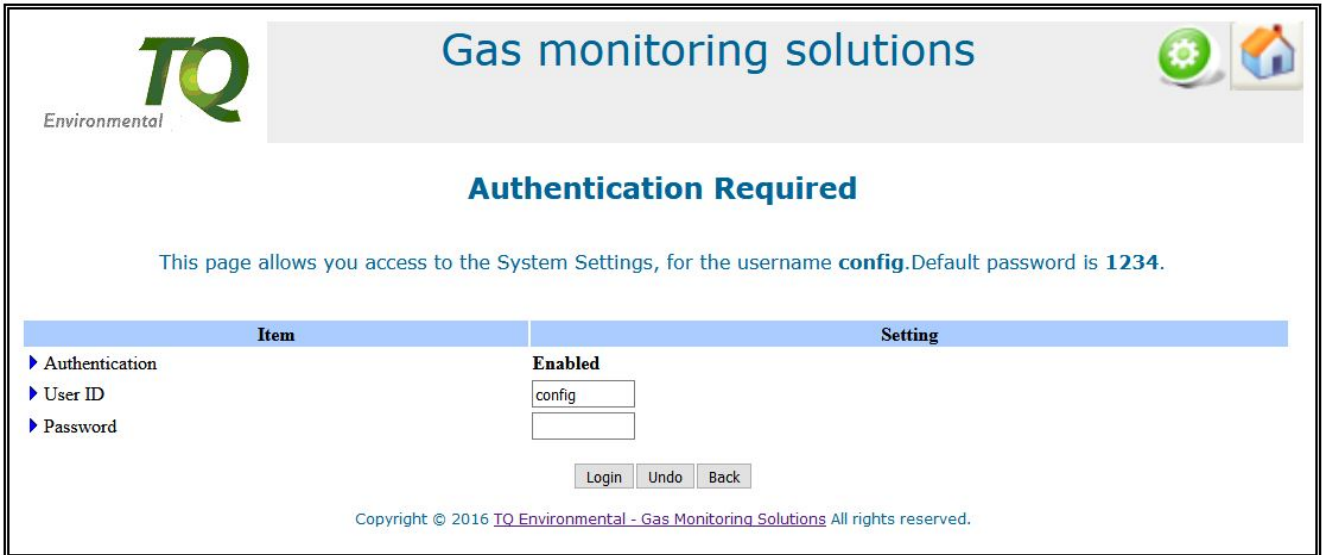 TQ
Environmental
Gas monitoring solutions
Authentication Required
This page allows you access to the System Settings, for the username config.Default password is 1234.
Item Setting
Authentication Enabled
User ID config
Password
Login Undo Back
Copyright © 2016 TQ Environmental - Gas Monitoring Solutions All rights reserved.